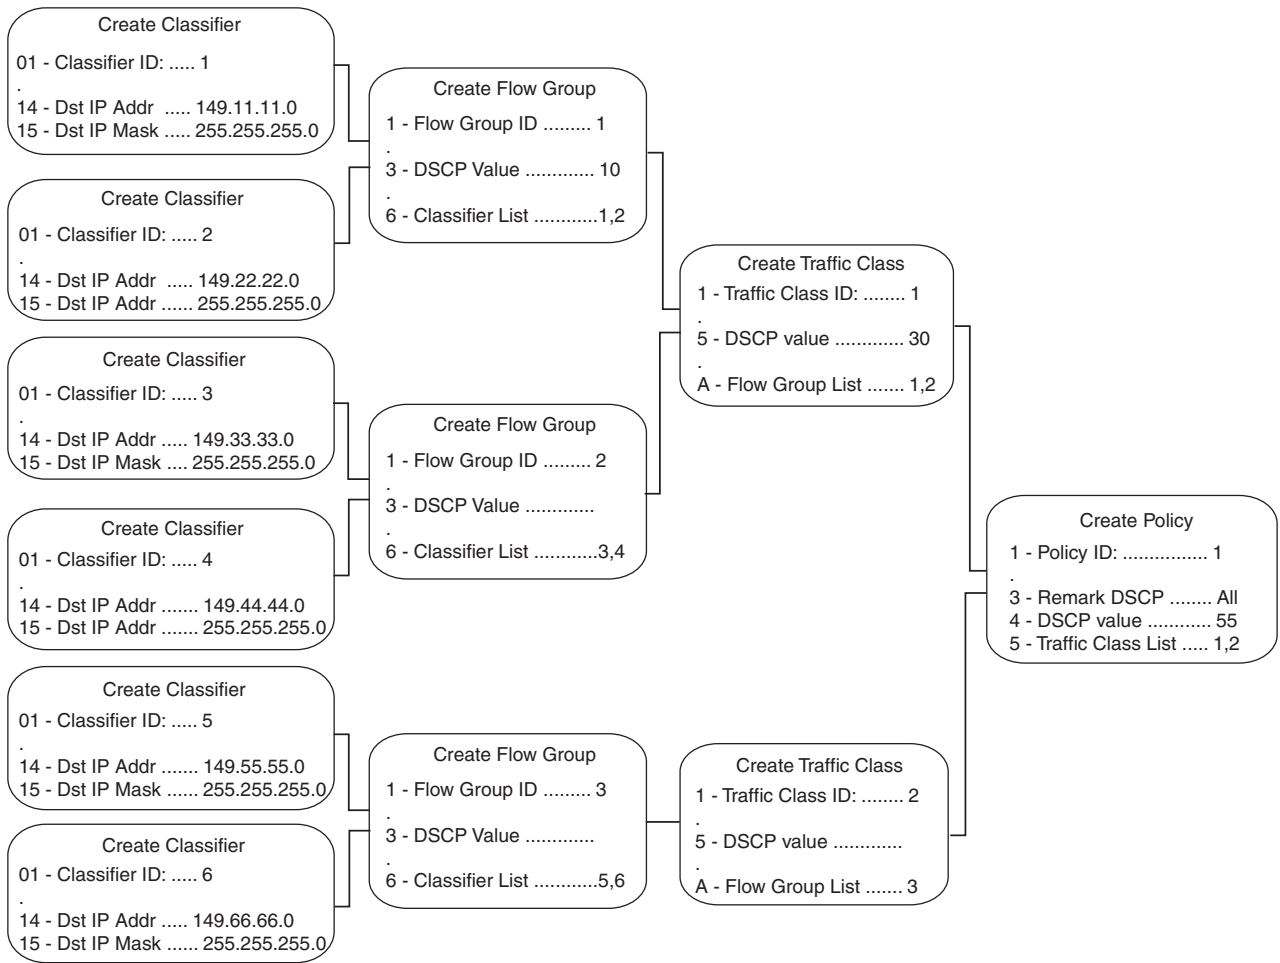 Create Classifier
01 - Classifier ID: ..... 1
.
14 - Dst IP Addr ..... 149.11.11.0
15 - Dst IP Mask ..... 255.255.255.0
Create Classifier
01 - Classifier ID: ..... 2
.
14 - Dst IP Addr ..... 149.22.22.0
15 - Dst IP Addr ...... 255.255.255.0
Create Classifier
01 - Classifier ID: ..... 3
.
14 - Dst IP Addr ..... 149.33.33.0
15 - Dst IP Mask .... 255.255.255.0
Create Classifier
01 - Classifier ID: ..... 4
.
14 - Dst IP Addr ....... 149.44.44.0
15 - Dst IP Addr ....... 255.255.255.0
Create Classifier
01 - Classifier ID: ..... 5
.
14 - Dst IP Addr ....... 149.55.55.0
15 - Dst IP Mask ...... 255.255.255.0
Create Classifier
01 - Classifier ID: ..... 6
.
14 - Dst IP Addr ..... 149.66.66.0
15 - Dst IP Mask ...... 255.255.255.0
Create Flow Group
1 - Flow Group ID ......... 1
.
3 - DSCP Value ............. 10
.
6 - Classifier List ............1,2
Create Flow Group
1 - Flow Group ID ......... 2
.
3 - DSCP Value .............
.
6 - Classifier List ............3,4
Create Flow Group
1 - Flow Group ID ......... 3
.
3 - DSCP Value .............
.
6 - Classifier List ............5,6
Create Traffic Class
1 - Traffic Class ID: ........ 1
.
5 - DSCP value ............. 30
.
A - Flow Group List ....... 1,2
Create Traffic Class
1 - Traffic Class ID: ........ 2
.
5 - DSCP value .............
.
A - Flow Group List ....... 3
Create Policy
1 - Policy ID: ................ 1
.
3 - Remark DSCP ........ All
4 - DSCP value ............ 55
5 - Traffic Class List ..... 1,2